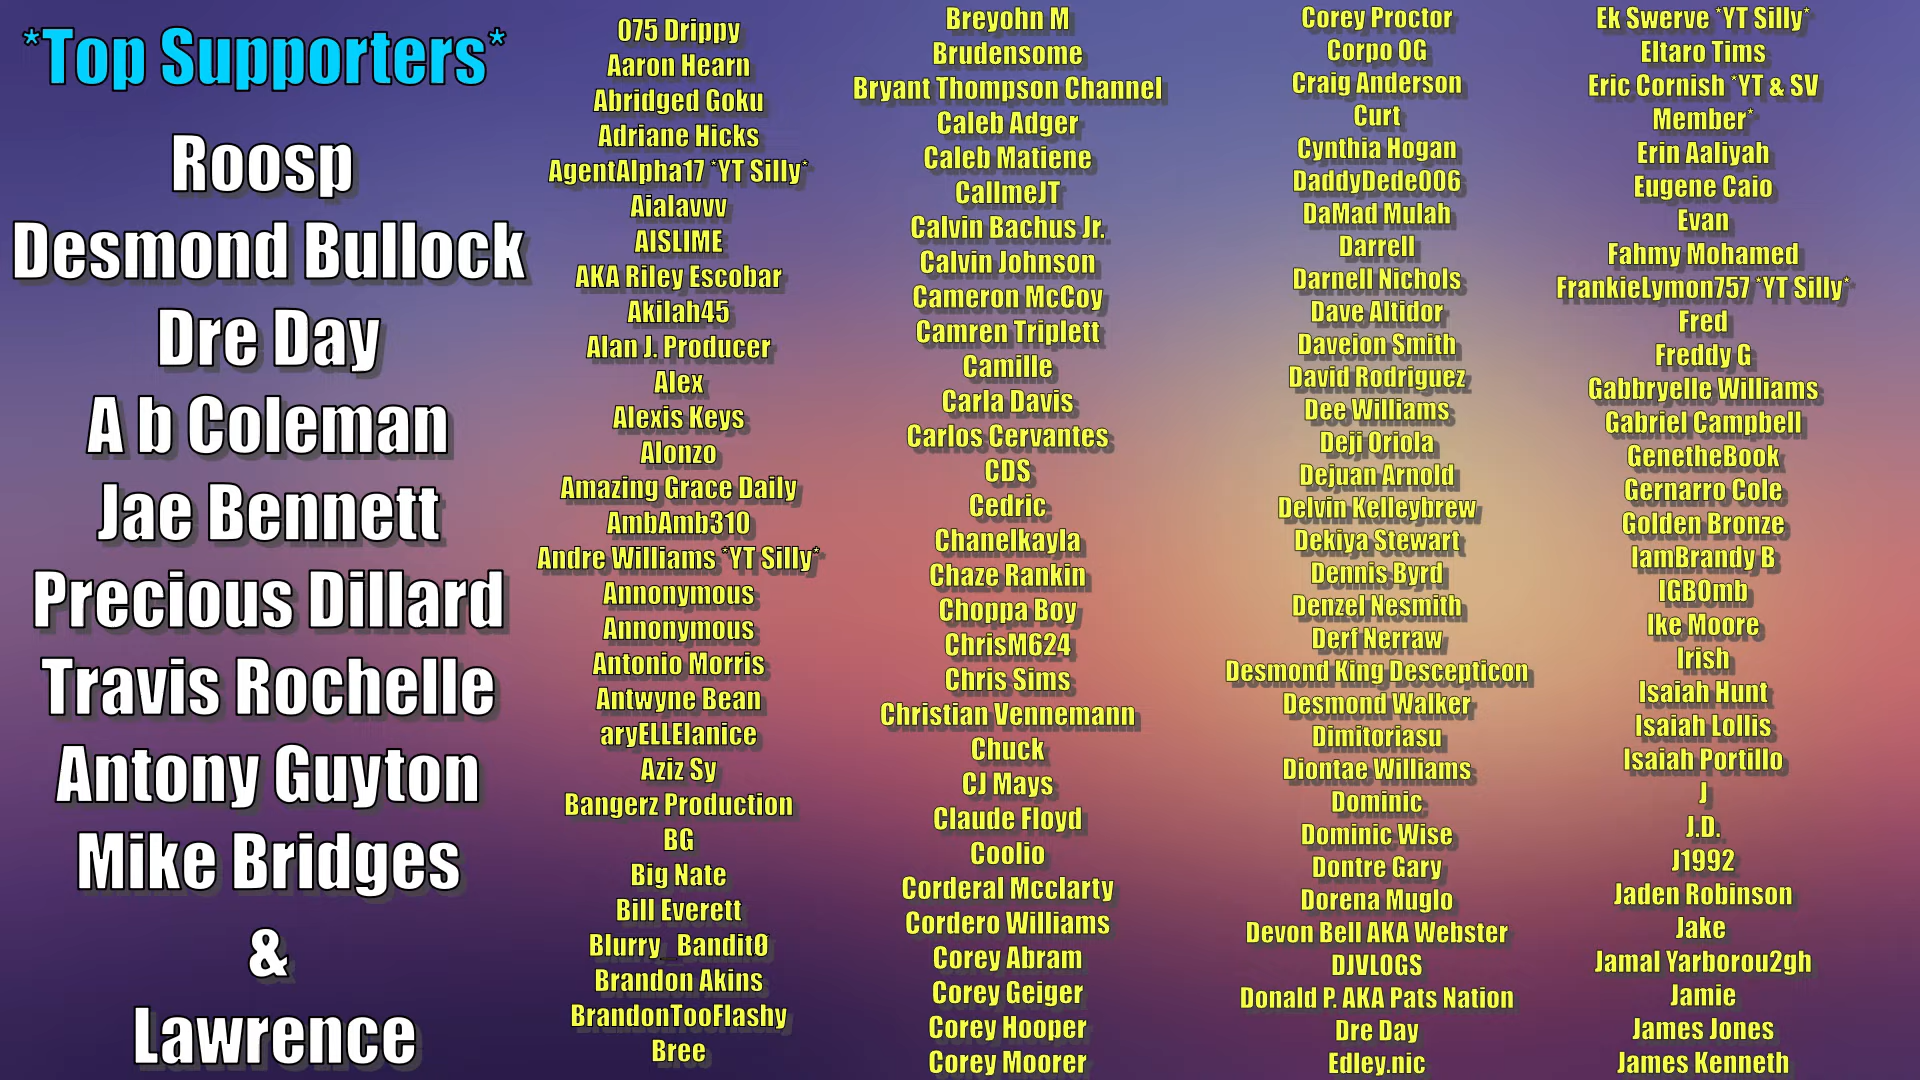 *Top Supporters*
Roosp
Desmond Bullock
Dre Day
A b Coleman
Jae Bennett
Precious Dillard
Travis Rochelle
Antony Guyton
Mike Bridges
&
Lawrence
075 Drippy
Aaron Hearn
Abridged Goku
Adriane Hicks
AgentAlpha17 *YT Silly*
Aialavvv
AISLIME
AKA Riley Escobar
Akilah45
Alan J. Producer
Alex
Alexis Keys
Alonzo
Amazing Grace Daily
AmbAmb310
Andre Williams *YT Silly*
Annonymous
Annonymous
Antonio Morris
Antwyne Bean
aryELLElanice
Aziz Sy
Bangerz Production
BG
Big Nate
Bill Everett
Blurry_Bandit0
Brandon Akins
BrandonTooFlashy
Bree
Breyohn M
Brudensome
Bryant Thompson Channel
Caleb Adger
Caleb Matiene
CallmeJT
Calvin Bachus Jr.
Calvin Johnson
Cameron McCoy
Camren Triplett
Camille
Carla Davis
Carlos Cervantes
CDS
Cedric
Chanelkayla
Chaze Rankin
Choppa Boy
ChrisM624
Chris Sims
Christian Vennemann
Chuck
CJ Mays
Claude Floyd
Coolio
Corderal Mcclarty
Cordero Williams
Corey Abram
Corey Geiger
Corey Hooper
Corey Moorer
Corey Proctor
Corpo OG
Craig Anderson
Curt
Cynthia Hogan
DaddyDede006
DaMad Mulah
Darrell
Darnell Nichols
Dave Altidor
Daveion Smith
David Rodriguez
Dee Williams
Deji Oriola
Dejuan Arnold
Delvin Kelleybrew
Dekiya Stewart
Dennis Byrd
Denzel Nesmith
Derf Nerraw
Desmond King Descepticon
Desmond Walker
Dimitoriasu
Diontae Williams
Dominic
Dominic Wise
Dontre Gary
Dorena Muglo
Devon Bell AKA Webster
DJVLOGS
Donald P. AKA Pats Nation
Dre Day
Edley.nic
Ek Swerve *YT Silly*
Eltaro Tims
Eric Cornish *YT & SV
Member*
Erin Aaliyah
Eugene Caio
Evan
Fahmy Mohamed
FrankieLymon757 *YT Silly*
Fred
Freddy G
Gabbryelle Williams
Gabriel Campbell
GenetheBook
Gernarro Cole
Golden Bronze
IamBrandy B
IGBOmb
Ike Moore
Irish
Isaiah Hunt
Isaiah Lollis
Isaiah Portillo
J
J.D.
J1992
Jaden Robinson
Jake
Jamal Yarborou2gh
Jamie
James Jones
James Kenneth